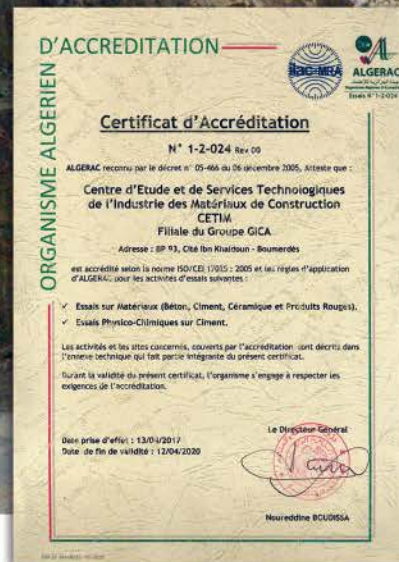 D'ACCREDITATION
ORGANISME ALGERIEN
ilac-MRA
ALGERAC
Essais N° 1-2-024
Certificat d'Accréditation
N° 1-2-024 Rev 00
ALGERAC reconnu par le décret n° 05-466 du 06 décembre 2005, Atteste que :
Centre d'Etude et de Services Technologiques
de l'Industrie des Matériaux de Construction
CETIM
Filiale du Groupe GICA
Adresse : BP 93, Cité Ibn Khaldoun - Boumerdès
est accrédité selon la norme ISO/CEI 17025 : 2005 et les règles d'application
d'ALGERAC pour les activités d'essais suivantes :
✓ Essais sur Matériaux (Béton, Ciment, Céramique et Produits Rouges).
✓ Essais Physico-Chimiques sur Ciment.
Les activités et les sites concernés, couverts par l'accréditation sont décrits dans
l'annexe technique qui fait partie intégrante du présent certificat.
Durant la validité du présent certificat, l'organisme s'engage à respecter les
exigences de l'accréditation.
Le Directeur Général
Date prise d'effet : 13/04/2017
Date de fin de validité : 12/04/2020
Noureddine BOUDISSA